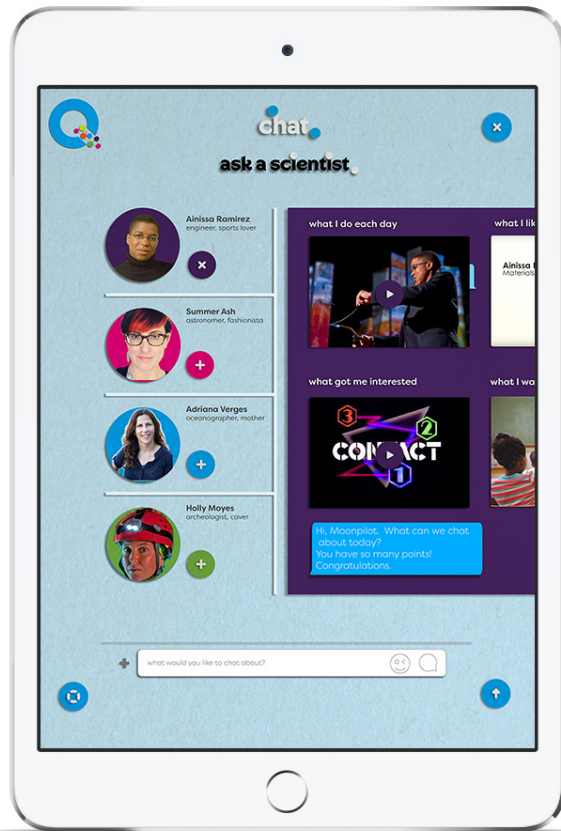 chat.
ask a scientist.
Ainissa Ramirez
engineer, sports lover
Summer Ash
astronomer, fashionista
Adriana Verges
oceanographer, mother
Holly Moyes
archeologist, caver
what I do each day
what I lik
Ainissa
Materials
what got me interested
what I wa
3
2
CONTACT
1
Hi, Moonpilot. What can we chat
about today?
You have so many points!
Congratulations.
what would you like to chat about?